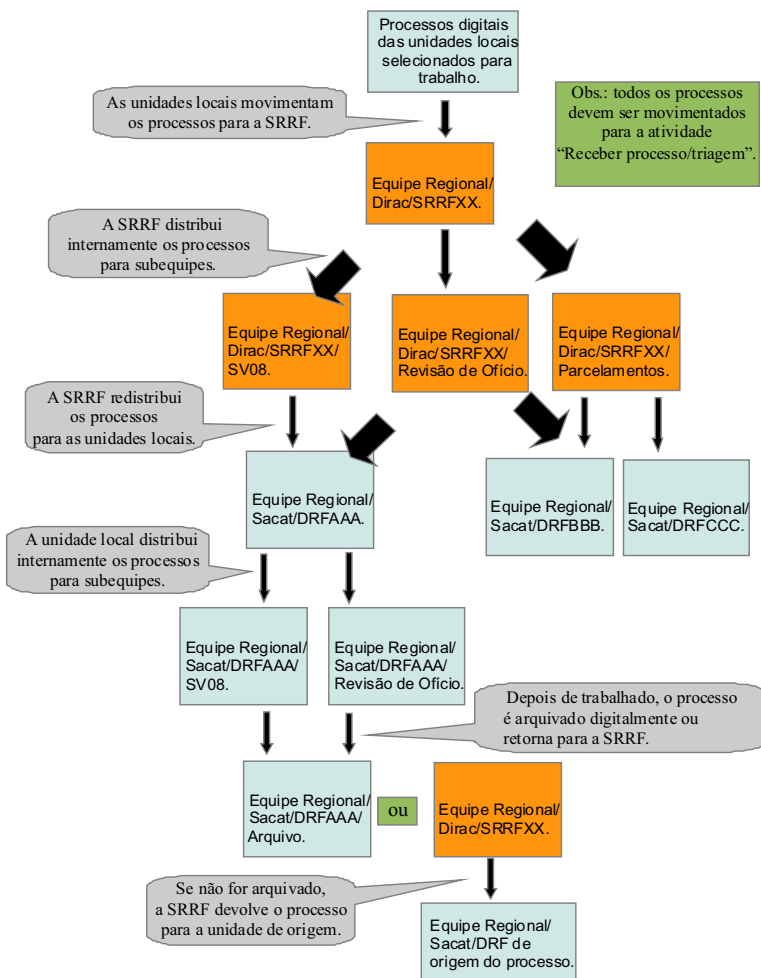 Processos digitais
das unidades locais
selecionados para
trabalho.
As unidades locais movimentam
os processos para a SRRF.
Obs.: todos os processos
devem ser movimentados
para a atividade
“Receber processo/triagem”.
Equipe Regional/
Dirac/SRRFXX.
A SRRF distribui
internamente os processos
para subequipes.
Equipe Regional/
Dirac/SRRFXX/
SV08.
Equipe Regional/
Dirac/SRRFXX/
Revisão de Ofício.
Equipe Regional/
Dirac/SRRFXX/
Parcelamentos.
A SRRF redistribui
os processos
para as unidades locais.
Equipe Regional/
Sacat/DRFAAA.
Equipe Regional/
Sacat/DRFBBB.
Equipe Regional/
Sacat/DRFCCC.
A unidade local distribui
internamente os processos
para subequipes.
Equipe Regional/
Sacat/DRFAAA/
SV08.
Equipe Regional/
Sacat/DRFAAA/
Revisão de Ofício.
Depois de trabalhado, o processo
é arquivado digitalmente ou
retorna para a SRRF.
Equipe Regional/
Sacat/DRFAAA/
Arquivo.
ou
Equipe Regional/
Dirac/SRRFXX.
Se não for arquivado,
a SRRF devolve o processo
para a unidade de origem.
Equipe Regional/
Sacat/DRF de
origem do processo.